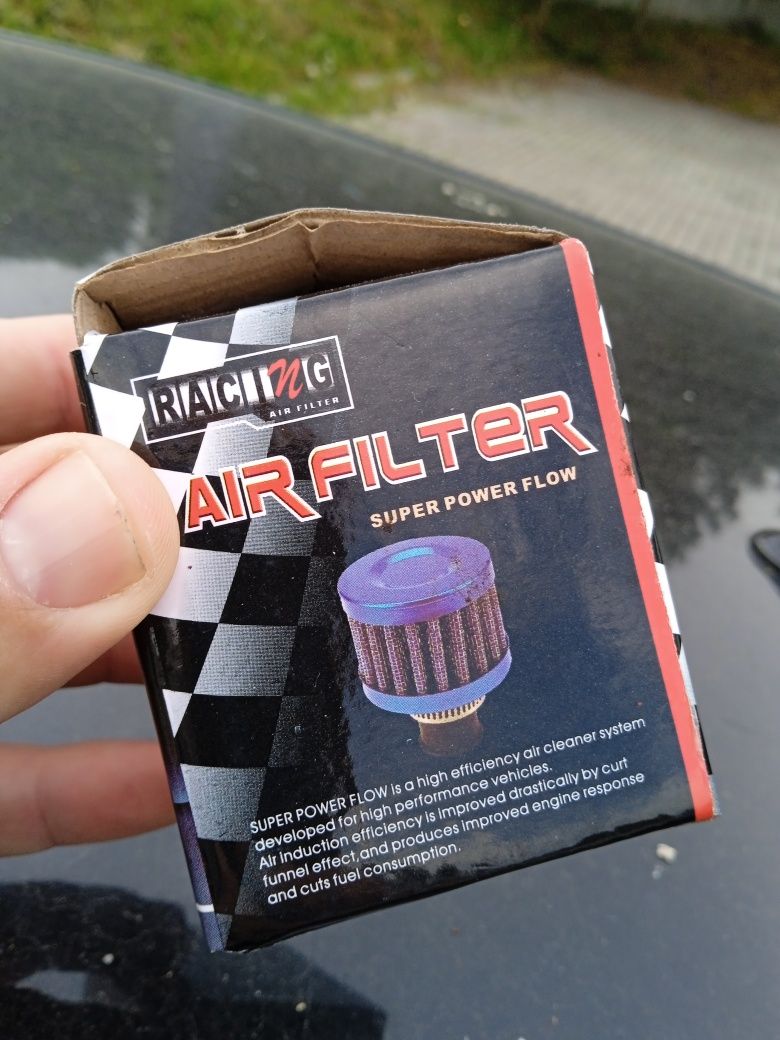 RACInG
AIR FILTER
AIR FILTeR
SUPER POWER FLOW
SUPER POWER FLOW is a high efficiency air cleaner system
developed for high performance vehicles.
Air induction efficiency is improved drastically by curt
funnel effect,and produces improved engine response
and cuts fuel consumption.